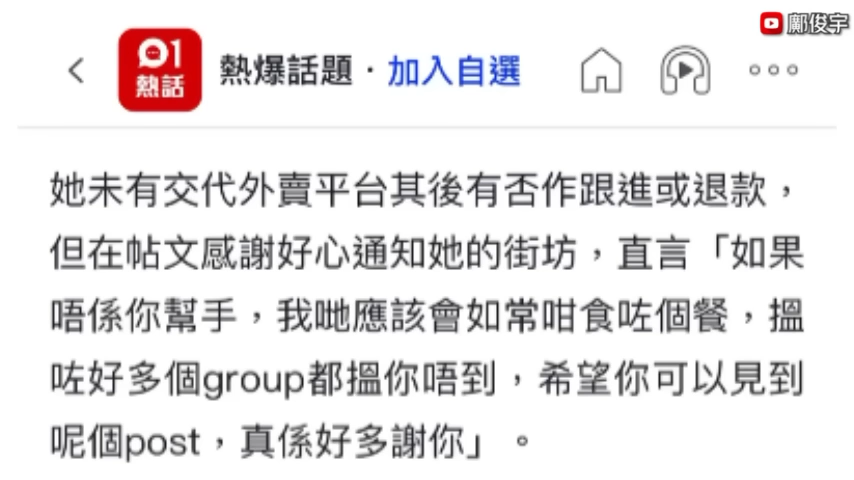 鄺俊宇
01
熱話
熱爆話題·加入自選
她未有交代外賣平台其後有否作跟進或退款，
但在帖文感謝好心通知她的街坊，直言「如果
唔係你幫手，我哋應該會如常咁食咗個餐，搵
咗好多個group都搵你唔到，希望你可以見到
呢個post，真係好多謝你」。